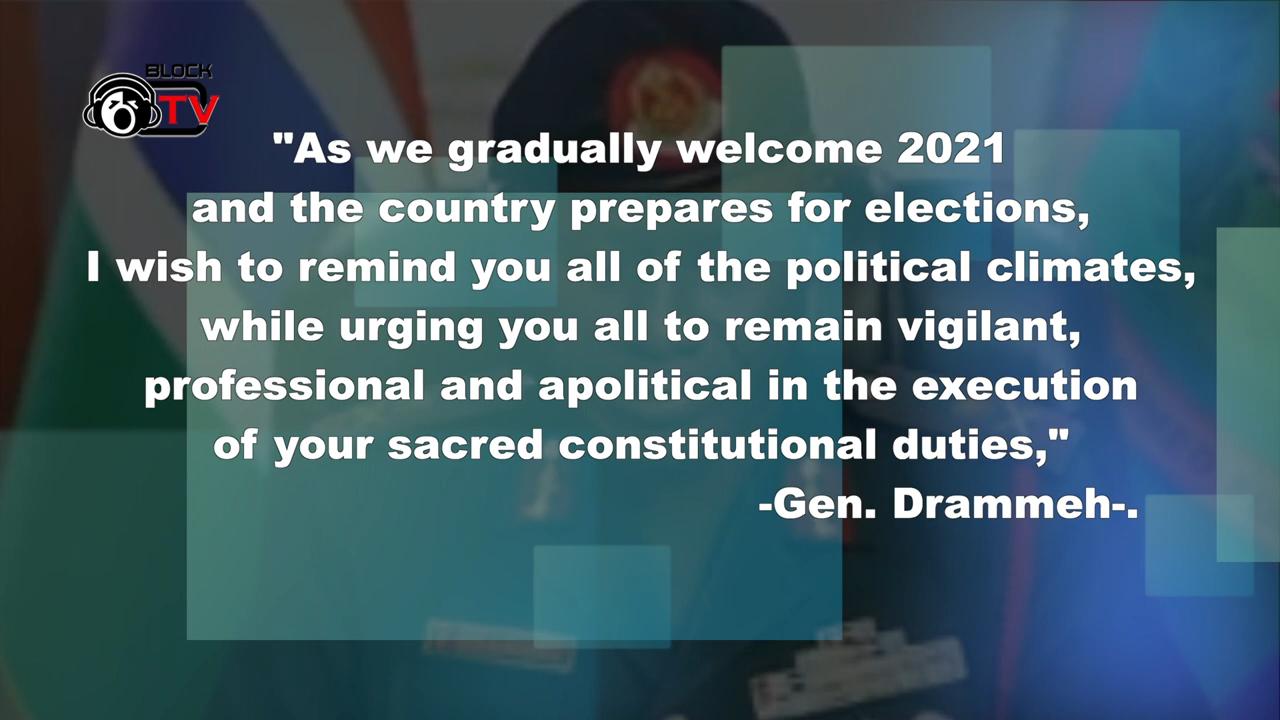 BLOCK
TV
"As we gradually welcome 2021
and the country prepares for elections,
I wish to remind you all of the political climates,
while urging you all to remain vigilant,
professional and apolitical in the execution
of your sacred constitutional duties,"
-Gen. Drammeh-.